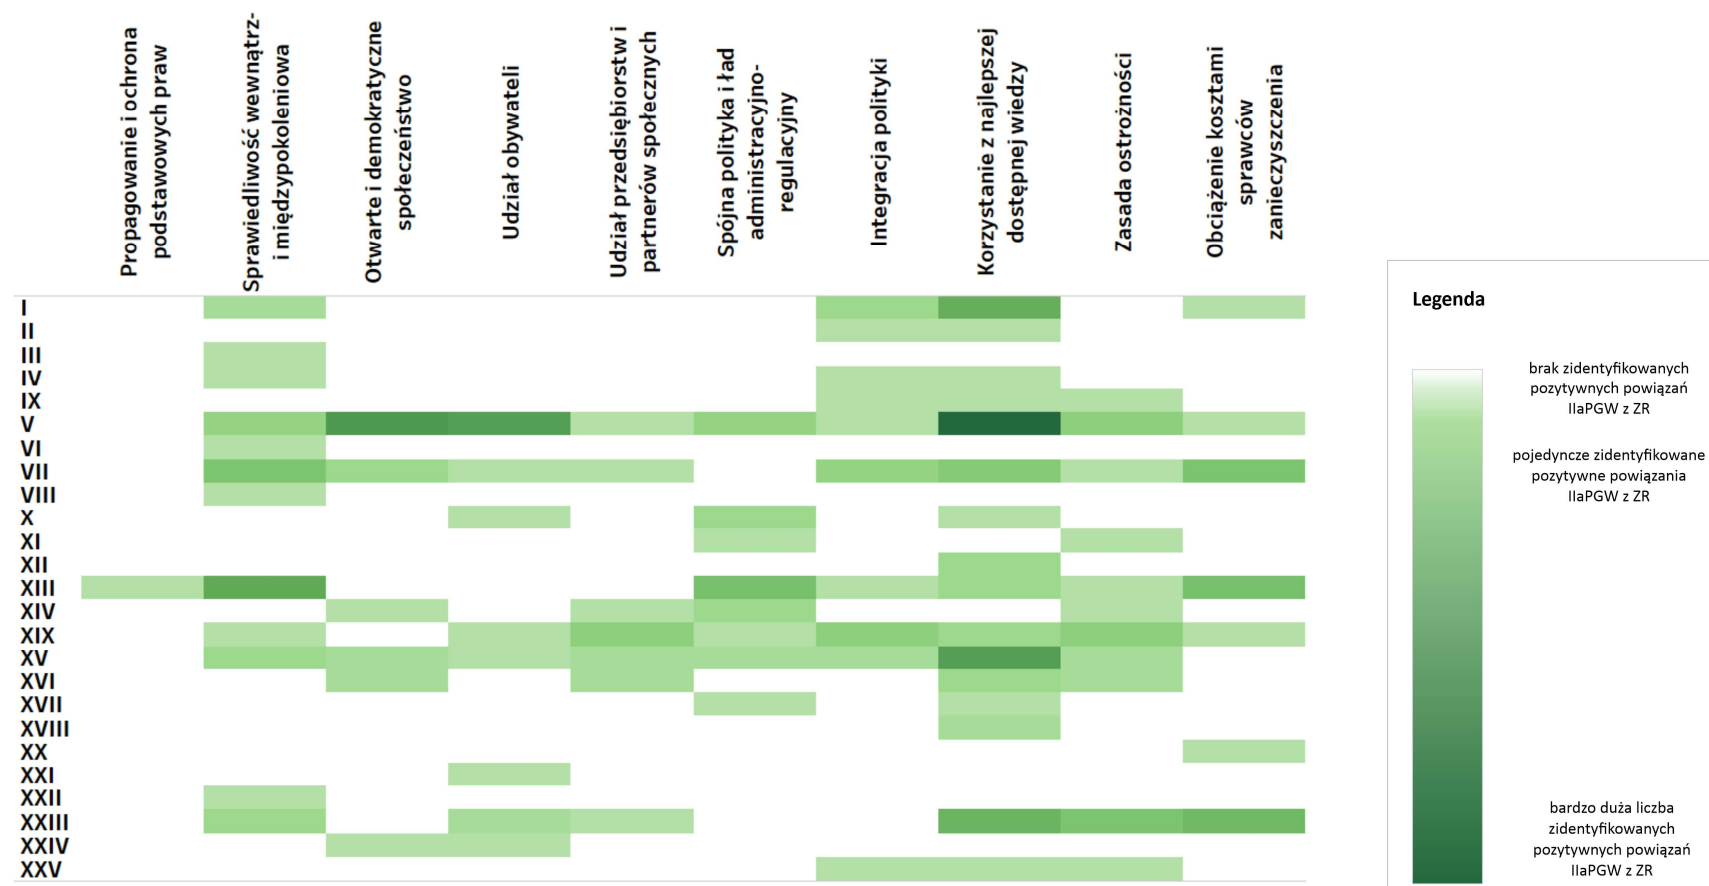 Propagowanie i ochrona
podstawowych praw
Sprawiedliwość wewnątrz-
i międzypokoleniowa
Otwarte i demokratyczne
społeczeństwo
Udział obywateli
Udział przedsiębiorstw i
partnerów społecznych
Spójna polityka i ład
administracyjno-
regulacyjny
Integracja polityki
Korzystanie z najlepszej
dostępnej wiedzy
Zasada ostrożności
Obciążenie kosztami
sprawców
zanieczyszczenia
I
II
III
IV
IX
V
VI
VII
VIII
X
XI
XII
XIII
XIV
XIX
XV
XVI
XVII
XVIII
XX
XXI
XXII
XXIII
XXIV
XXV
Legenda
brak zidentyfikowanych
pozytywnych powiązań
IIaPGW z ZR
pojedyncze zidentyfikowane
pozytywne powiązania
IIaPGW z ZR
bardzo duża liczba
zidentyfikowanych
pozytywnych powiązań
IIaPGW z ZR